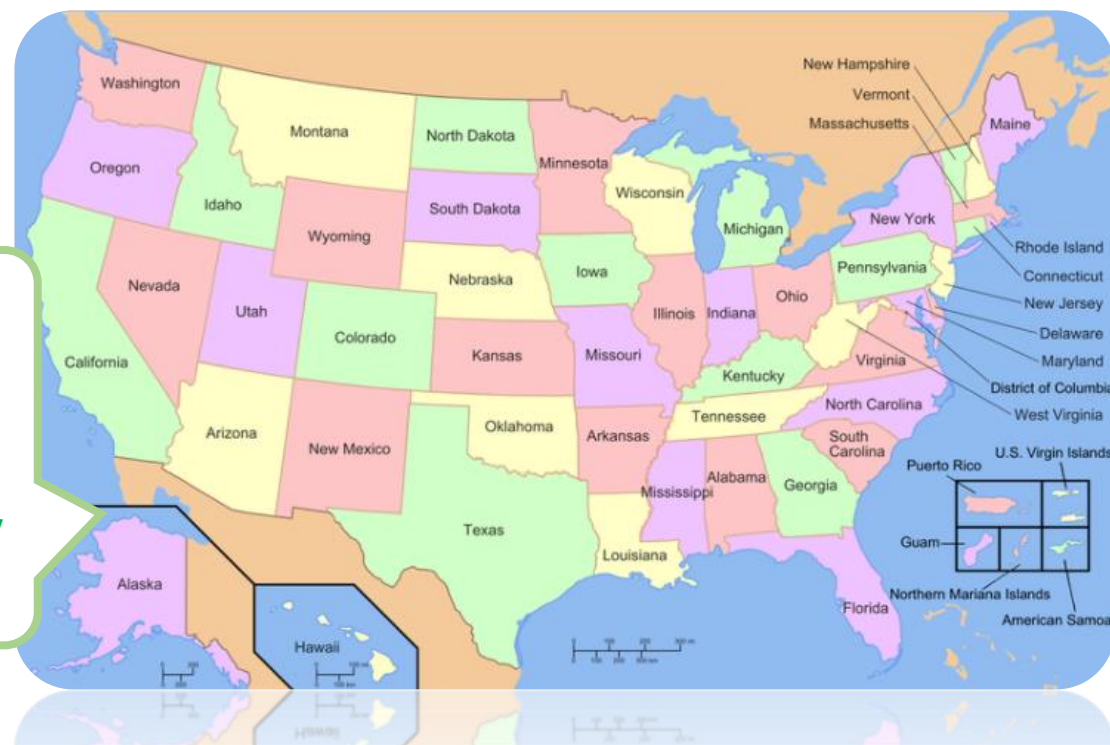 New Hampshire
Vermont
Massachusetts
Washington
Montana
North Dakota
Minnesota
Maine
Oregon
Idaho
Wyoming
South Dakota
Wisconsin
Michigan
New York
Rhode Island
Connecticut
New Jersey
Delaware
Maryland
District of Columbia
West Virginia
Nevada
Utah
Colorado
Nebraska
Iowa
Illinois
Indiana
Ohio
Pennsylvania
California
Kansas
Missouri
Kentucky
Virginia
Arizona
New Mexico
Oklahoma
Arkansas
Tennessee
North Carolina
South
Carolina
Texas
Louisiana
Mississippi
Alabama
Georgia
Florida
Puerto Rico
U.S. Virgin Islands
Guam
Northern Mariana Islands
American Samoa
Alaska
Hawaii